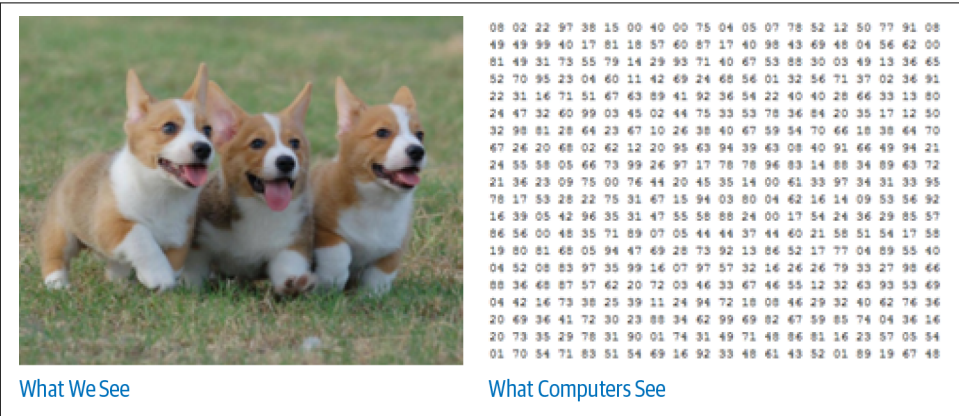 08 02 22 97 38 15 00 40 00 75 04 05 07 78 52 12 50 77 91 08
49 49 99 40 17 81 18 57 60 87 17 40 98 43 69 48 04 56 62 00
81 49 31 73 55 79 14 29 93 71 40 67 53 88 30 03 49 13 36 65
52 70 95 23 04 60 11 42 69 24 68 56 01 32 56 71 37 02 36 91
22 31 16 71 51 67 63 89 41 92 36 54 22 40 40 28 66 33 13 80
24 47 32 60 99 03 45 02 44 75 33 53 78 36 84 20 35 17 12 50
32 98 81 28 64 23 67 10 26 38 40 67 59 54 70 66 18 38 64 70
67 26 20 68 02 62 12 20 95 63 94 39 63 08 40 91 66 49 94 21
24 55 58 05 66 73 99 26 97 17 78 78 96 83 14 88 34 89 63 72
21 36 23 09 75 00 76 44 20 45 35 14 00 61 33 97 34 31 33 95
78 17 53 28 22 75 31 67 15 94 03 80 04 62 16 14 09 53 56 92
16 39 05 42 96 35 31 47 55 58 88 24 00 17 54 24 36 29 85 57
86 56 00 48 35 71 89 07 05 44 44 37 44 60 21 58 51 54 17 58
19 80 81 68 05 94 47 69 28 73 92 13 86 52 17 77 04 89 55 40
04 52 08 83 97 35 99 16 07 97 57 32 16 26 26 79 33 27 98 66
88 36 68 87 57 62 20 72 03 46 33 67 46 55 12 32 63 93 53 69
04 42 16 73 38 25 39 11 24 94 72 18 08 46 29 32 40 62 76 36
20 69 36 41 72 30 23 88 34 62 99 69 82 67 59 85 74 04 36 16
20 73 35 29 78 31 90 01 74 31 49 71 48 86 81 16 23 57 05 54
01 70 54 71 83 51 54 69 16 92 33 48 61 43 52 01 89 19 67 48
What We See
What Computers See